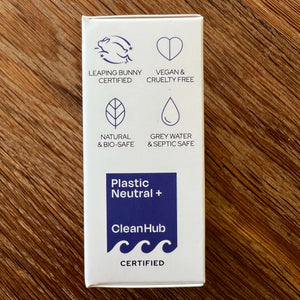 LEAPING BUNNY
CERTIFIED
VEGAN &
CRUELTY FREE
NATURAL
& BIO-SAFE
GREY WATER
& SEPTIC SAFE
Plastic
Neutral +
CleanHub
CERTIFIED